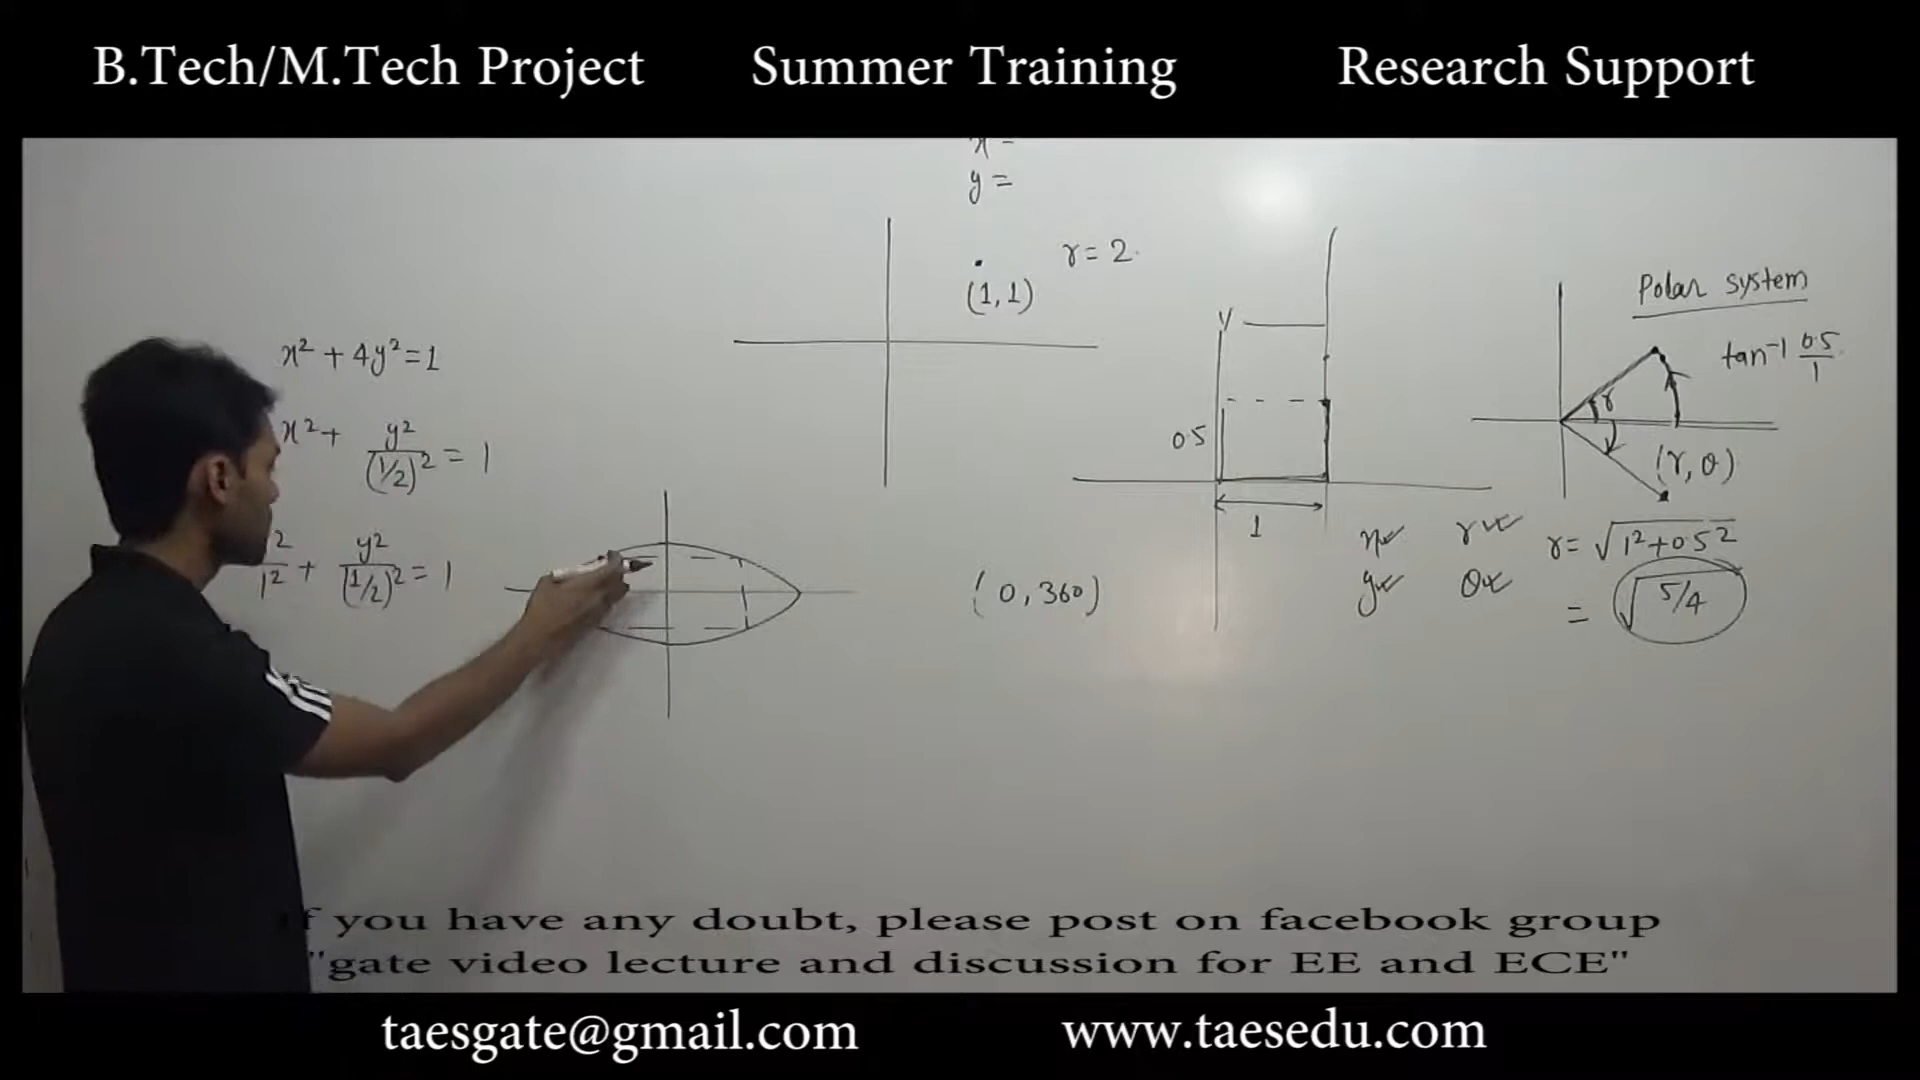 B.Tech/M.Tech Project Summer Training Research Support
x =
y =
r = 2
(1,1)
x² + 4y² = 1
x² + y²/(1/2)² = 1
2/1² + y²/(1/2)² = 1
(0, 360)
0.5
1
x r
y θ
Polar system
tan⁻¹ 0.5/1
r
(r, θ)
r = √1² + 0.5²
= √5/4
f you have any doubt, please post on facebook group
"gate video lecture and discussion for EE and ECE"
taesgate@gmail.com www.taesedu.com